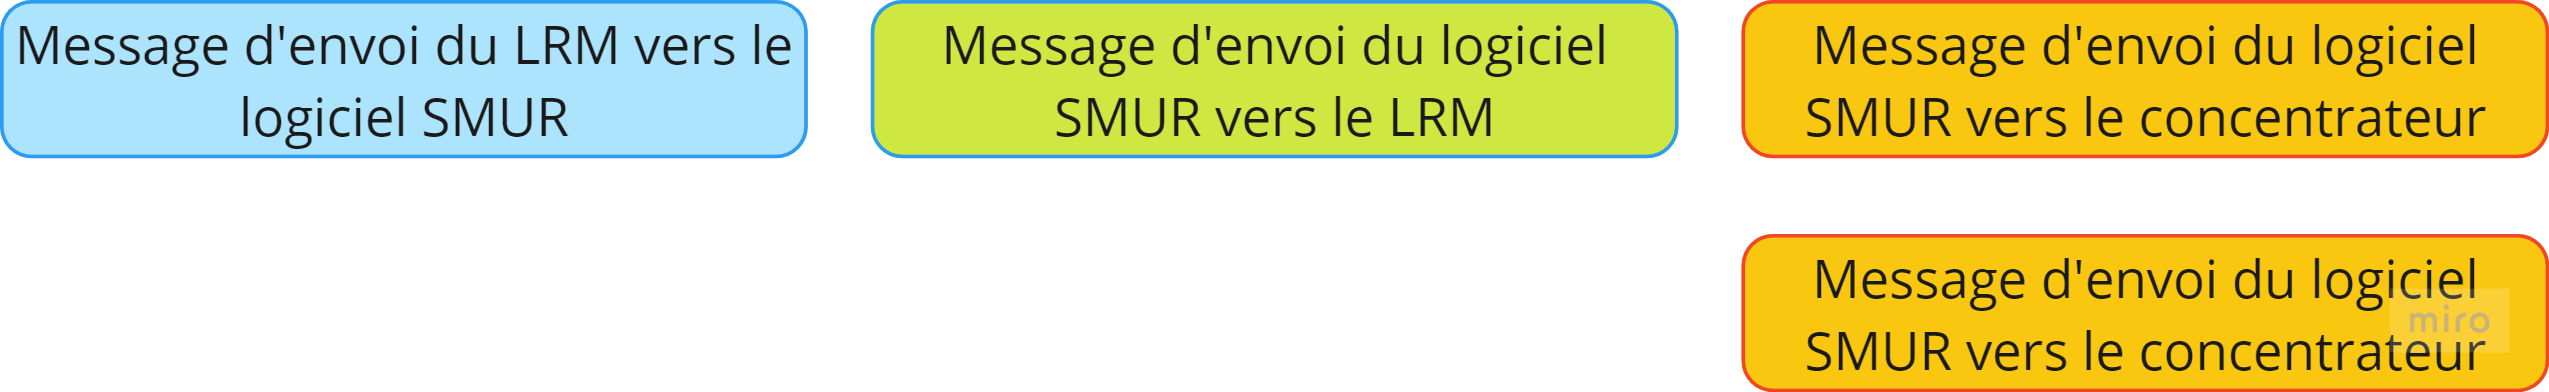 Message d'envoi du LRM vers le
logiciel SMUR
Message d'envoi du logiciel
SMUR vers le LRM
Message d'envoi du logiciel
SMUR vers le concentrateur
Message d'envoi du logiciel
SMUR vers le concentrateur
miro